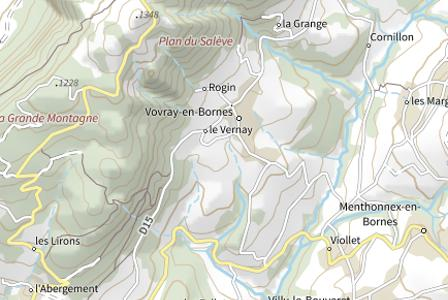 1348
la Grange
Plan du Salève
Cornillon
1228
Rogin
les Marg
Vovray-en-Bornes
La Grande Montagne
le Vernay
Menthonnex-en-
Bornes
D15
les Lirons
Viollet
l'Abergement